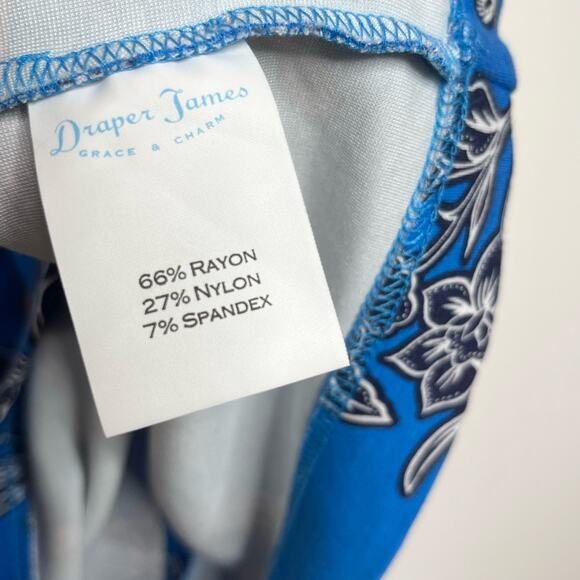 Draper James
GRACE & CHARM
66% RAYON
27% NYLON
7% SPANDEX